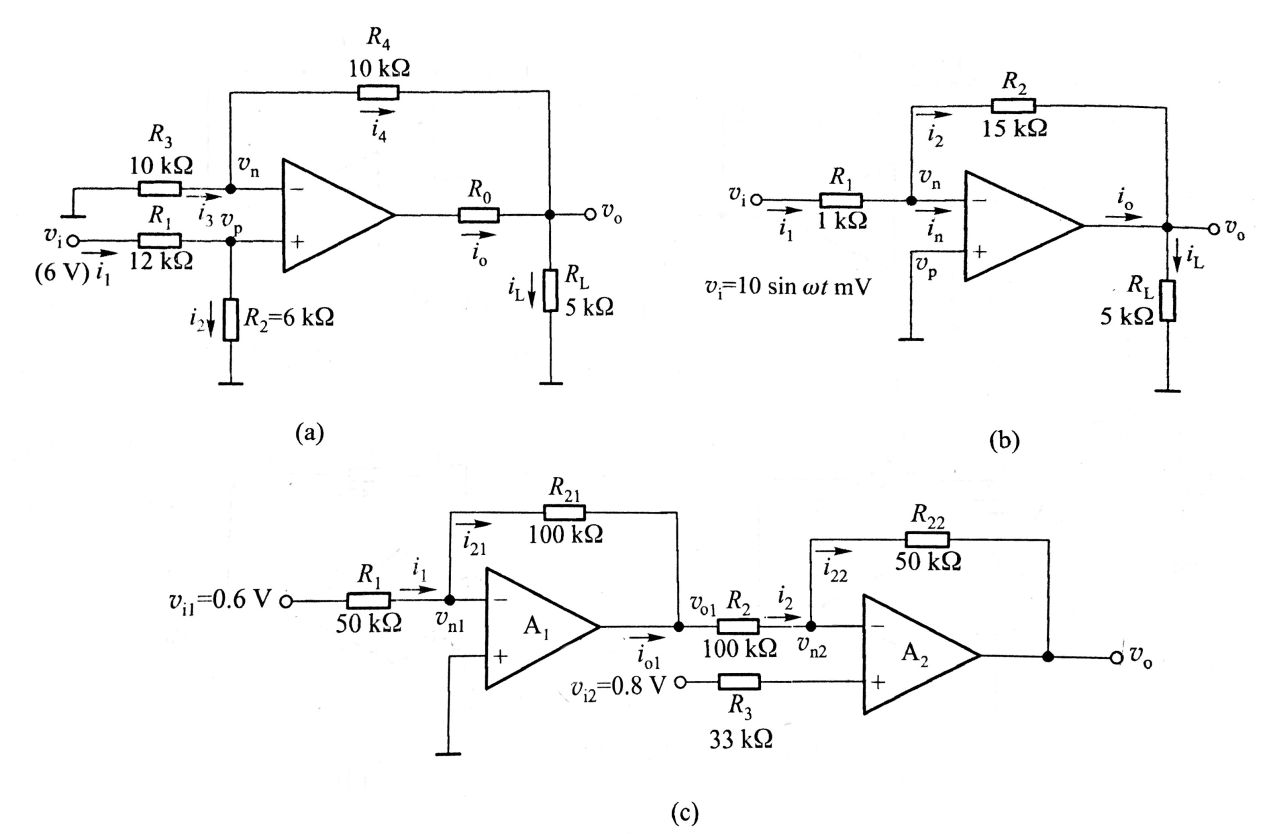 R4
10 kΩ
i4
R3
10 kΩ
vn
−
i3
R1
vp
+
vi
(6 V) i1
12 kΩ
i2
R2=6 kΩ
R0
io
vo
iL
RL
5 kΩ
(a)
R2
15 kΩ
i2
vi
R1
1 kΩ
i1
vn
−
in
+
vp
io
vo
iL
RL
5 kΩ
vi=10 sin ωt mV
(b)
R21
100 kΩ
i21
vi1=0.6 V
R1
50 kΩ
i1
vn1
−
+
A1
io1
vo1
R2
100 kΩ
i2
vn2
R22
50 kΩ
i22
−
+
A2
vo
vi2=0.8 V
R3
33 kΩ
(c)